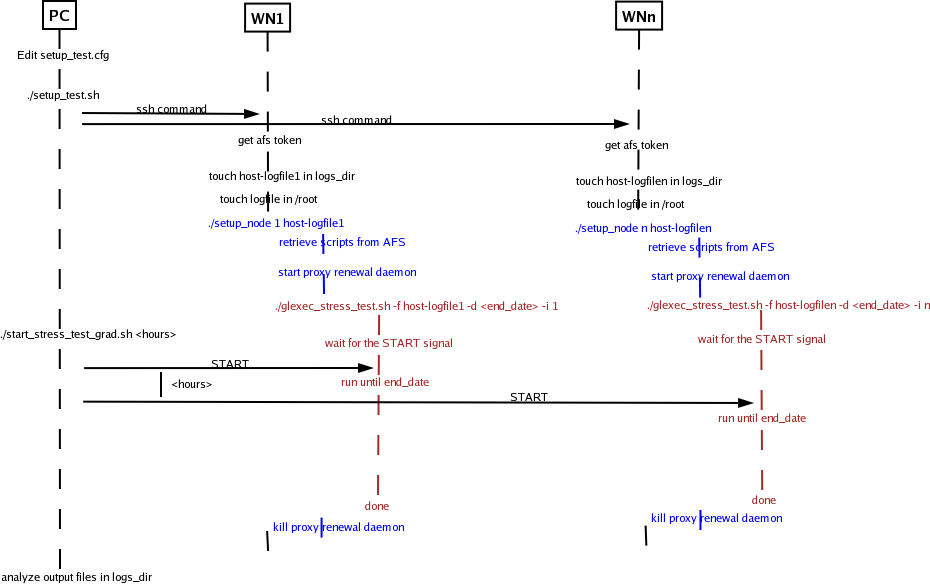 PC
WN1
WNn
Edit setup_test.cfg
./setup_test.sh
ssh command
ssh command
get afs token
get afs token
touch host-logfile1 in logs_dir
touch host-logfilen in logs_dir
touch logfile in /root
touch logfile in /root
./setup_node 1 host-logfile1
./setup_node n host-logfilen
retrieve scripts from AFS
retrieve scripts from AFS
start proxy renewal daemon
start proxy renewal daemon
./glexec_stress_test.sh -f host-logfile1 -d <end_date> -i 1
./glexec_stress_test.sh -f host-logfilen -d <end_date> -i n
./start_stress_test_grad.sh <hours>
wait for the START signal
wait for the START signal
START
run until end_date
<hours>
START
run until end_date
done
done
kill proxy renewal daemon
kill proxy renewal daemon
analyze output files in logs_dir